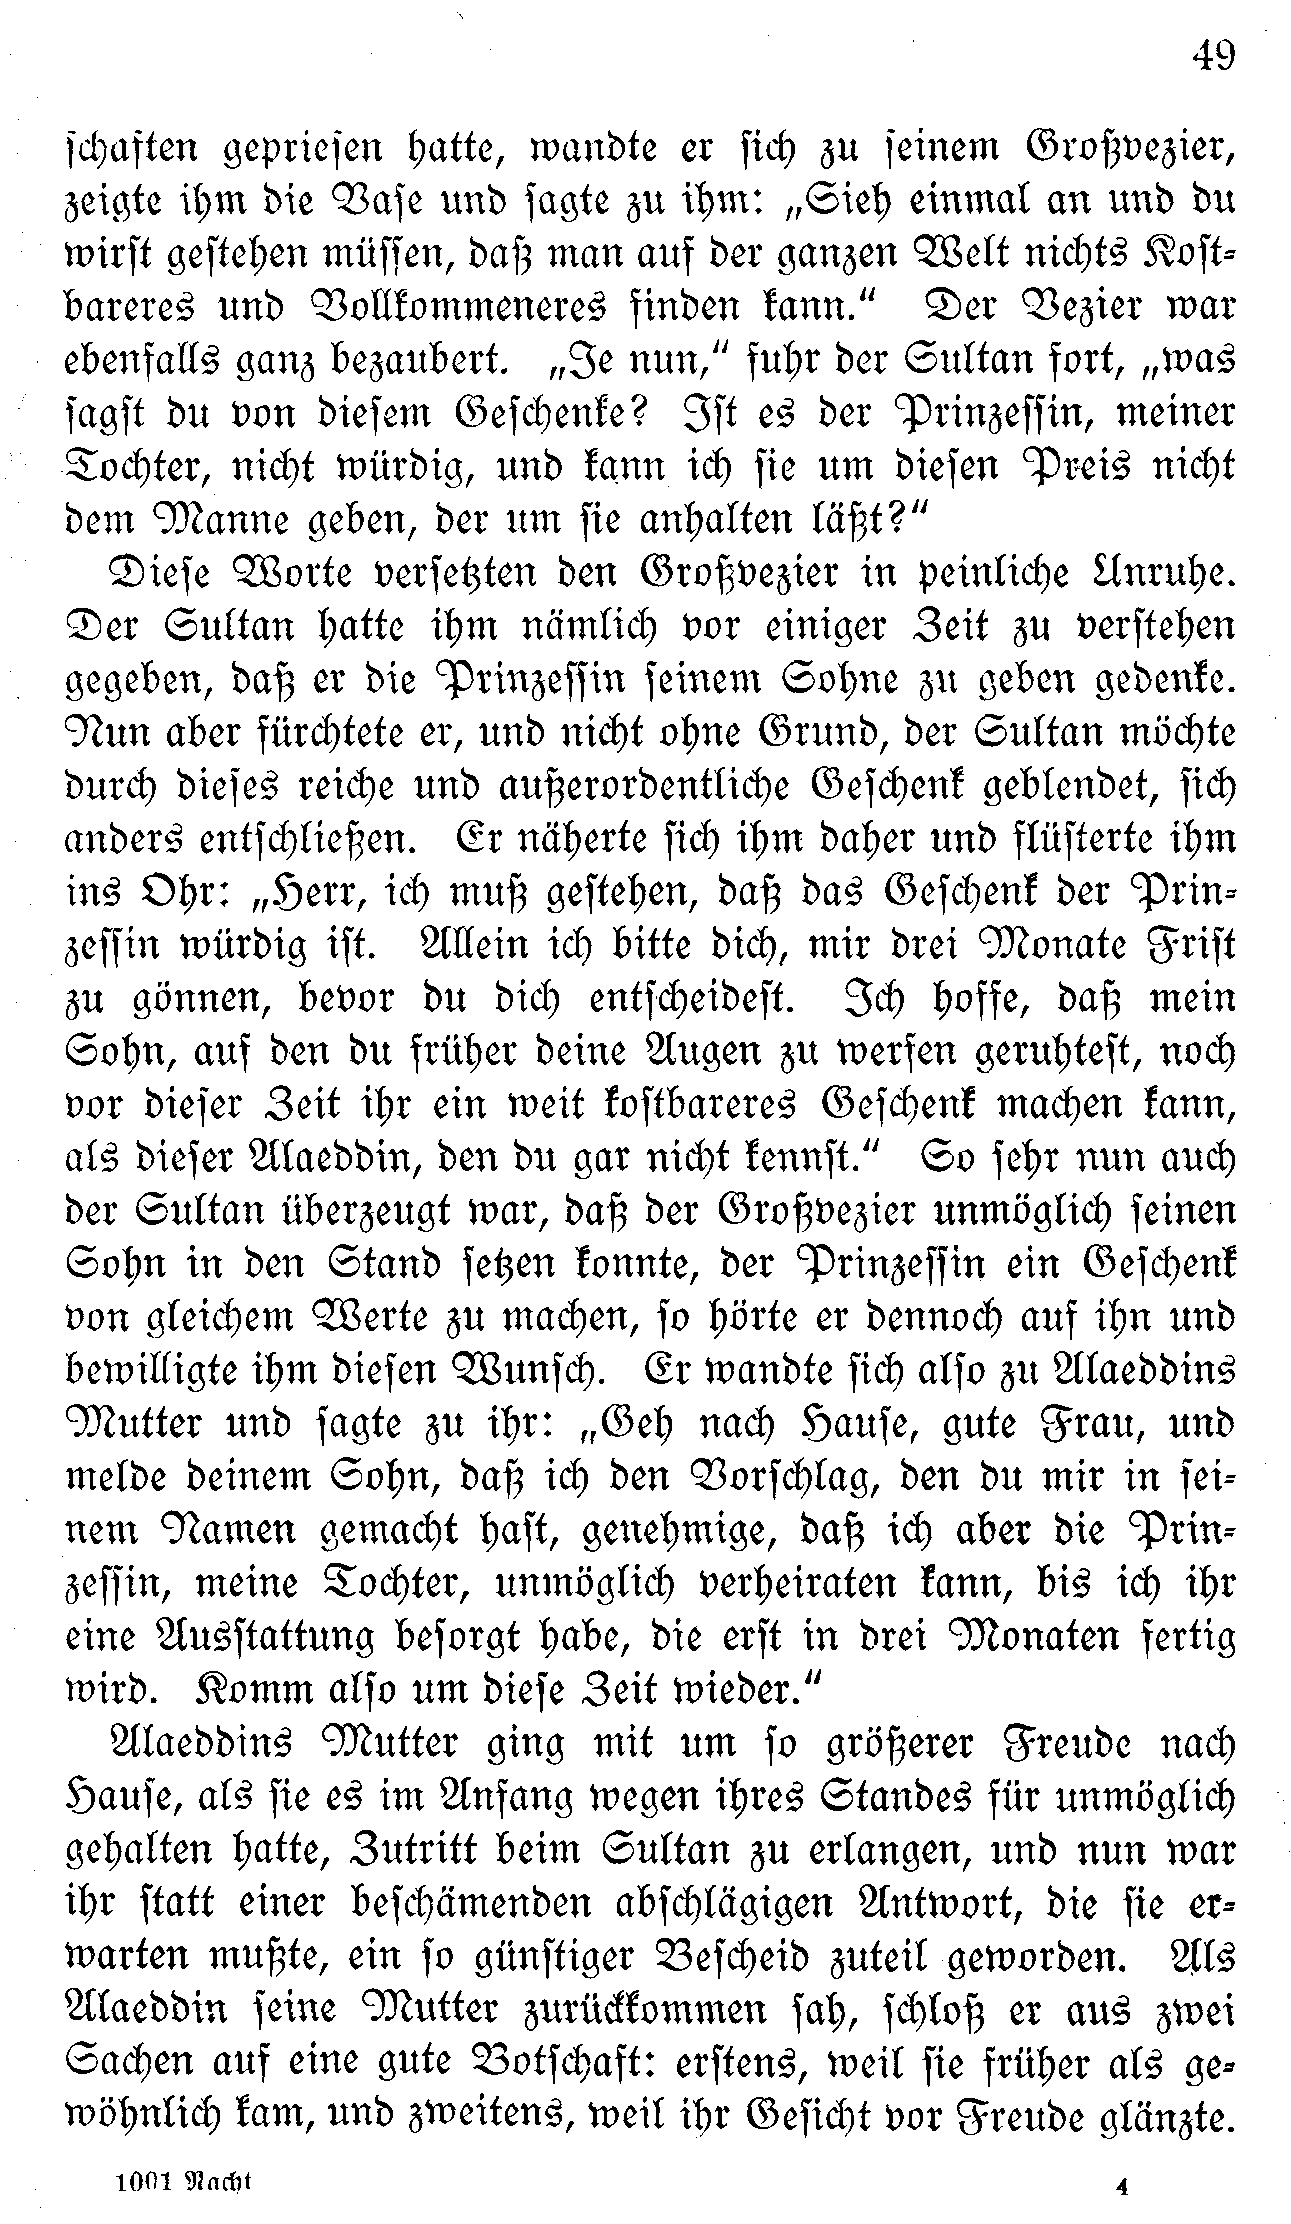 49
schaften gepriesen hatte, wandte er sich zu seinem Großvezier,
zeigte ihm die Vase und sagte zu ihm: „Sieh einmal an und du
wirst gestehen müssen, daß man auf der ganzen Welt nichts Kost-
bareres und Vollkommeneres finden kann.“ Der Vezier war
ebenfalls ganz bezaubert. „Je nun,“ fuhr der Sultan fort, „was
sagst du von diesem Geschenke? Ist es der Prinzessin, meiner
Tochter, nicht würdig, und kann ich sie um diesen Preis nicht
dem Manne geben, der um sie anhalten läßt?“
Diese Worte versetzten den Großvezier in peinliche Unruhe.
Der Sultan hatte ihm nämlich vor einiger Zeit zu verstehen
gegeben, daß er die Prinzessin seinem Sohne zu geben gedenke.
Nun aber fürchtete er, und nicht ohne Grund, der Sultan möchte
durch dieses reiche und außerordentliche Geschenk geblendet, sich
anders entschließen. Er näherte sich ihm daher und flüsterte ihm
ins Ohr: „Herr, ich muß gestehen, daß das Geschenk der Prin-
zessin würdig ist. Allein ich bitte dich, mir drei Monate Frist
zu gönnen, bevor du dich entscheidest. Ich hoffe, daß mein
Sohn, auf den du früher deine Augen zu werfen geruhtest, noch
vor dieser Zeit ihr ein weit kostbareres Geschenk machen kann,
als dieser Alaeddin, den du gar nicht kennst.“ So sehr nun auch
der Sultan überzeugt war, daß der Großvezier unmöglich seinen
Sohn in den Stand setzen konnte, der Prinzessin ein Geschenk
von gleichem Werte zu machen, so hörte er dennoch auf ihn und
bewilligte ihm diesen Wunsch. Er wandte sich also zu Alaeddins
Mutter und sagte zu ihr: „Geh nach Hause, gute Frau, und
melde deinem Sohn, daß ich den Vorschlag, den du mir in sei-
nem Namen gemacht hast, genehmige, daß ich aber die Prin-
zessin, meine Tochter, unmöglich verheiraten kann, bis ich ihr
eine Ausstattung besorgt habe, die erst in drei Monaten fertig
wird. Komm also um diese Zeit wieder.“
Alaeddins Mutter ging mit um so größerer Freude nach
Hause, als sie es im Anfang wegen ihres Standes für unmöglich
gehalten hatte, Zutritt beim Sultan zu erlangen, und nun war
ihr statt einer beschämenden abschlägigen Antwort, die sie er-
warten mußte, ein so günstiger Bescheid zuteil geworden. Als
Alaeddin seine Mutter zurückkommen sah, schloß er aus zwei
Sachen auf eine gute Botschaft: erstens, weil sie früher als ge-
wöhnlich kam, und zweitens, weil ihr Gesicht vor Freude glänzte.
1001 Nacht 4